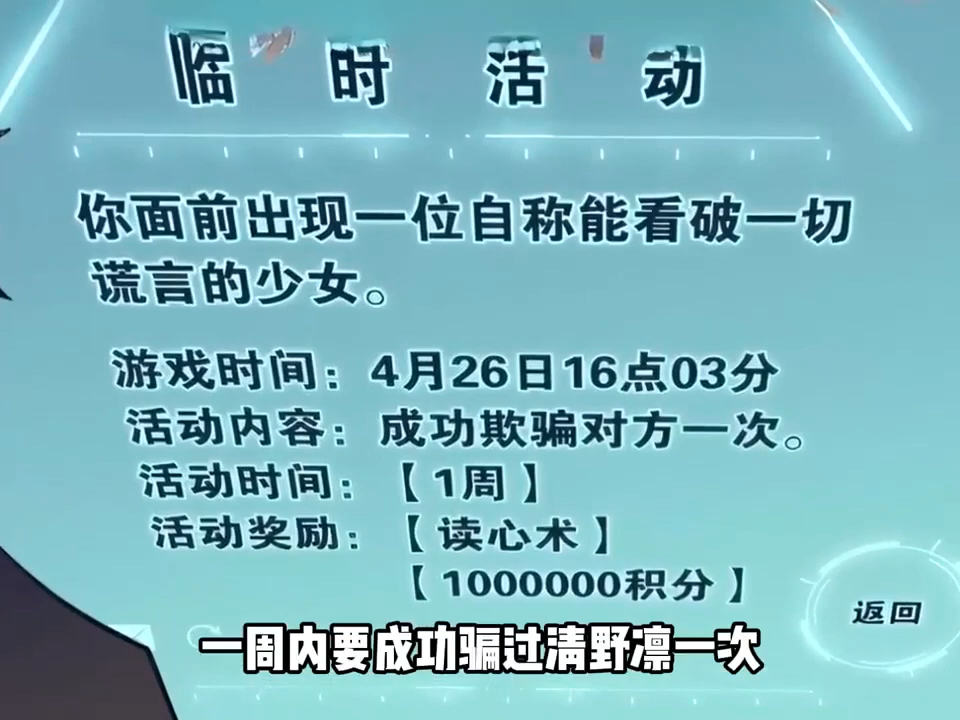 临时活动
你面前出现一位自称能看破一切
谎言的少女。
游戏时间：4月26日16点03分
活动内容：成功欺骗对方一次。
活动时间：【1周】
活动奖励：【读心术】
【1000000积分】
返回
一周内要成功骗过清野凛一次